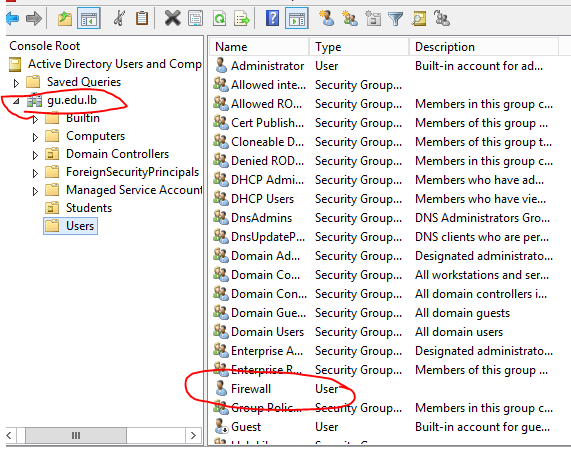 Console Root
Active Directory Users and Comp
Saved Queries
gu.edu.lb
Builtin
Computers
Domain Controllers
ForeignSecurityPrincipals
Managed Service Account
Students
Users
Name Type Description
Administrator User Built-in account for ad...
Allowed inte... Security Group...
Allowed RO... Security Group... Members in this group c...
Cert Publish... Security Group... Members of this group ...
Cloneable D... Security Group... Members of this group t...
Denied ROD... Security Group... Members in this group c...
DHCP Admi... Security Group... Members who have ad...
DHCP Users Security Group... Members who have vie...
DnsAdmins Security Group... DNS Administrators Gro...
DnsUpdateP... Security Group... DNS clients who are per...
Domain Ad... Security Group... Designated administrato...
Domain Co... Security Group... All workstations and ser...
Domain Con... Security Group... All domain controllers i...
Domain Gue... Security Group... All domain guests
Domain Users Security Group... All domain users
Enterprise A... Security Group... Designated administrato...
Enterprise R... Security Group... Members of this group ...
Firewall User
Group Polic... Security Group... Members in this group c...
Guest User Built-in account for gue...